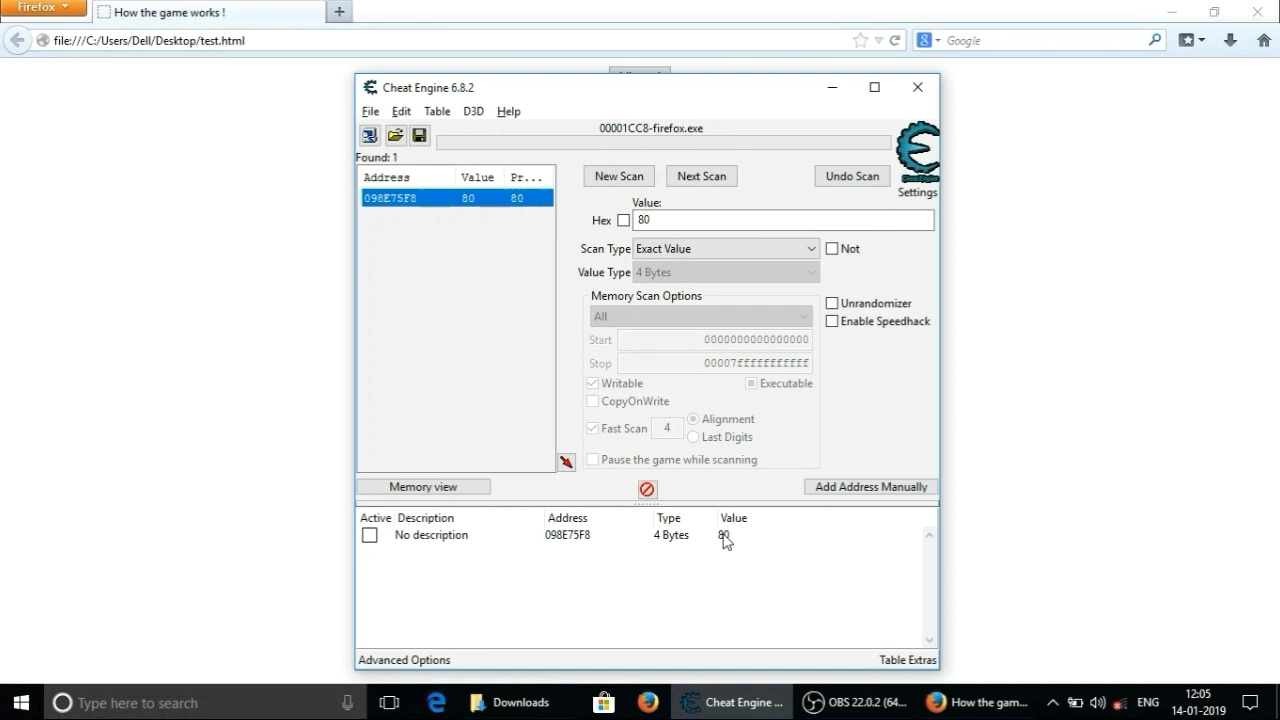 Firefox
How the game works !
file:///C:/Users/Dell/Desktop/test.html
Google
Cheat Engine 6.8.2
File Edit Table D3D Help
00001CC8-firefox.exe
Found: 1
Address Value Pr...
098E75F8 80 80
New Scan Next Scan Undo Scan
Cheat Engine
Settings
Value:
Hex 80
Scan Type Exact Value Not
Value Type 4 Bytes
Memory Scan Options
All
Unrandomizer
Enable Speedhack
Start 0000000000000000
Stop 00007fffffffffff
Writable Executable
CopyOnWrite
Fast Scan 4 Alignment
Last Digits
Pause the game while scanning
Memory view Add Address Manually
Active Description Address Type Value
No description 098E75F8 4 Bytes 80
Advanced Options Table Extras
Type here to search Downloads Cheat Engine ... OBS 22.0.2 (64... How the gam... ENG 12:05
14-01-2019